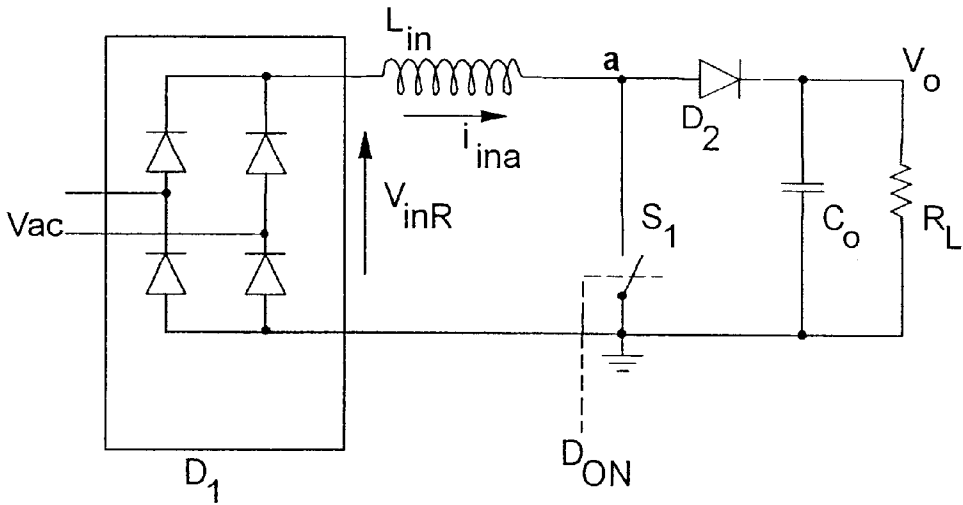 L_in
a
V_o
D_2
i_ina
V_inR
Vac
S_1
C_o
R_L
D_ON
D_1